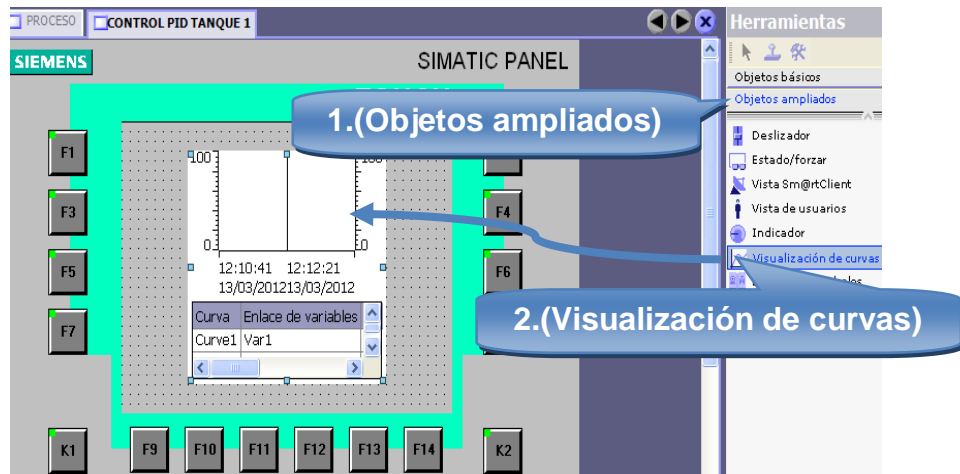 PROCESO
CONTROL PID TANQUE 1
Herramientas
SIEMENS
SIMATIC PANEL
Objetos básicos
Objetos ampliados
1.(Objetos ampliados)
Deslizador
Estado/forzar
Vista Sm@rtClient
Vista de usuarios
Indicador
Visualización de curvas
2.(Visualización de curvas)
F1
F3
F4
F5
F6
F7
100
100
0
0
12:10:41 12:12:21
13/03/201213/03/2012
Curva Enlace de variables
Curve1 Var1
K1 F9 F10 F11 F12 F13 F14 K2